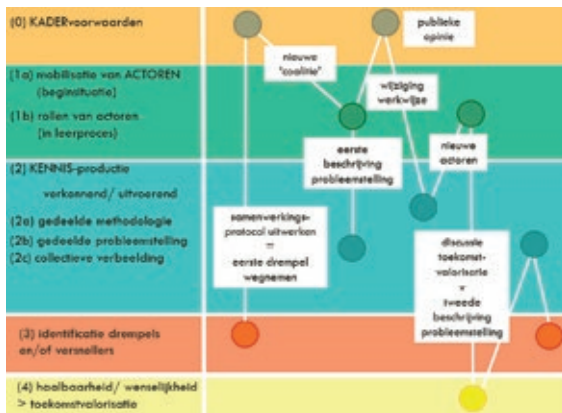 (0) KADERvoorwaarden
(1a) mobilisatie van ACTOREN
(beginsituatie)
(1b) rollen van actoren
(in leerproces)
(2) KENNIS-productie
verkennend/ uitvoerend
(2a) gedeelde methodologie
(2b) gedeelde probleemstelling
(2c) collectieve verbeelding
(3) identificatie drempels
en/of versnellers
(4) haalbaarheid/ wenselijkheid
> toekomstvalorisatie
nieuwe
'coalitie'
publieke
opinie
wijziging
werkwijze
eerste
beschrijving
probleemstelling
nieuwe
actoren
samenwerkings-
protocol uitwerken
=
eerste drempel
wegnemen
discussie
toekomst-
valorisatie
tweede
beschrijving
probleemstelling